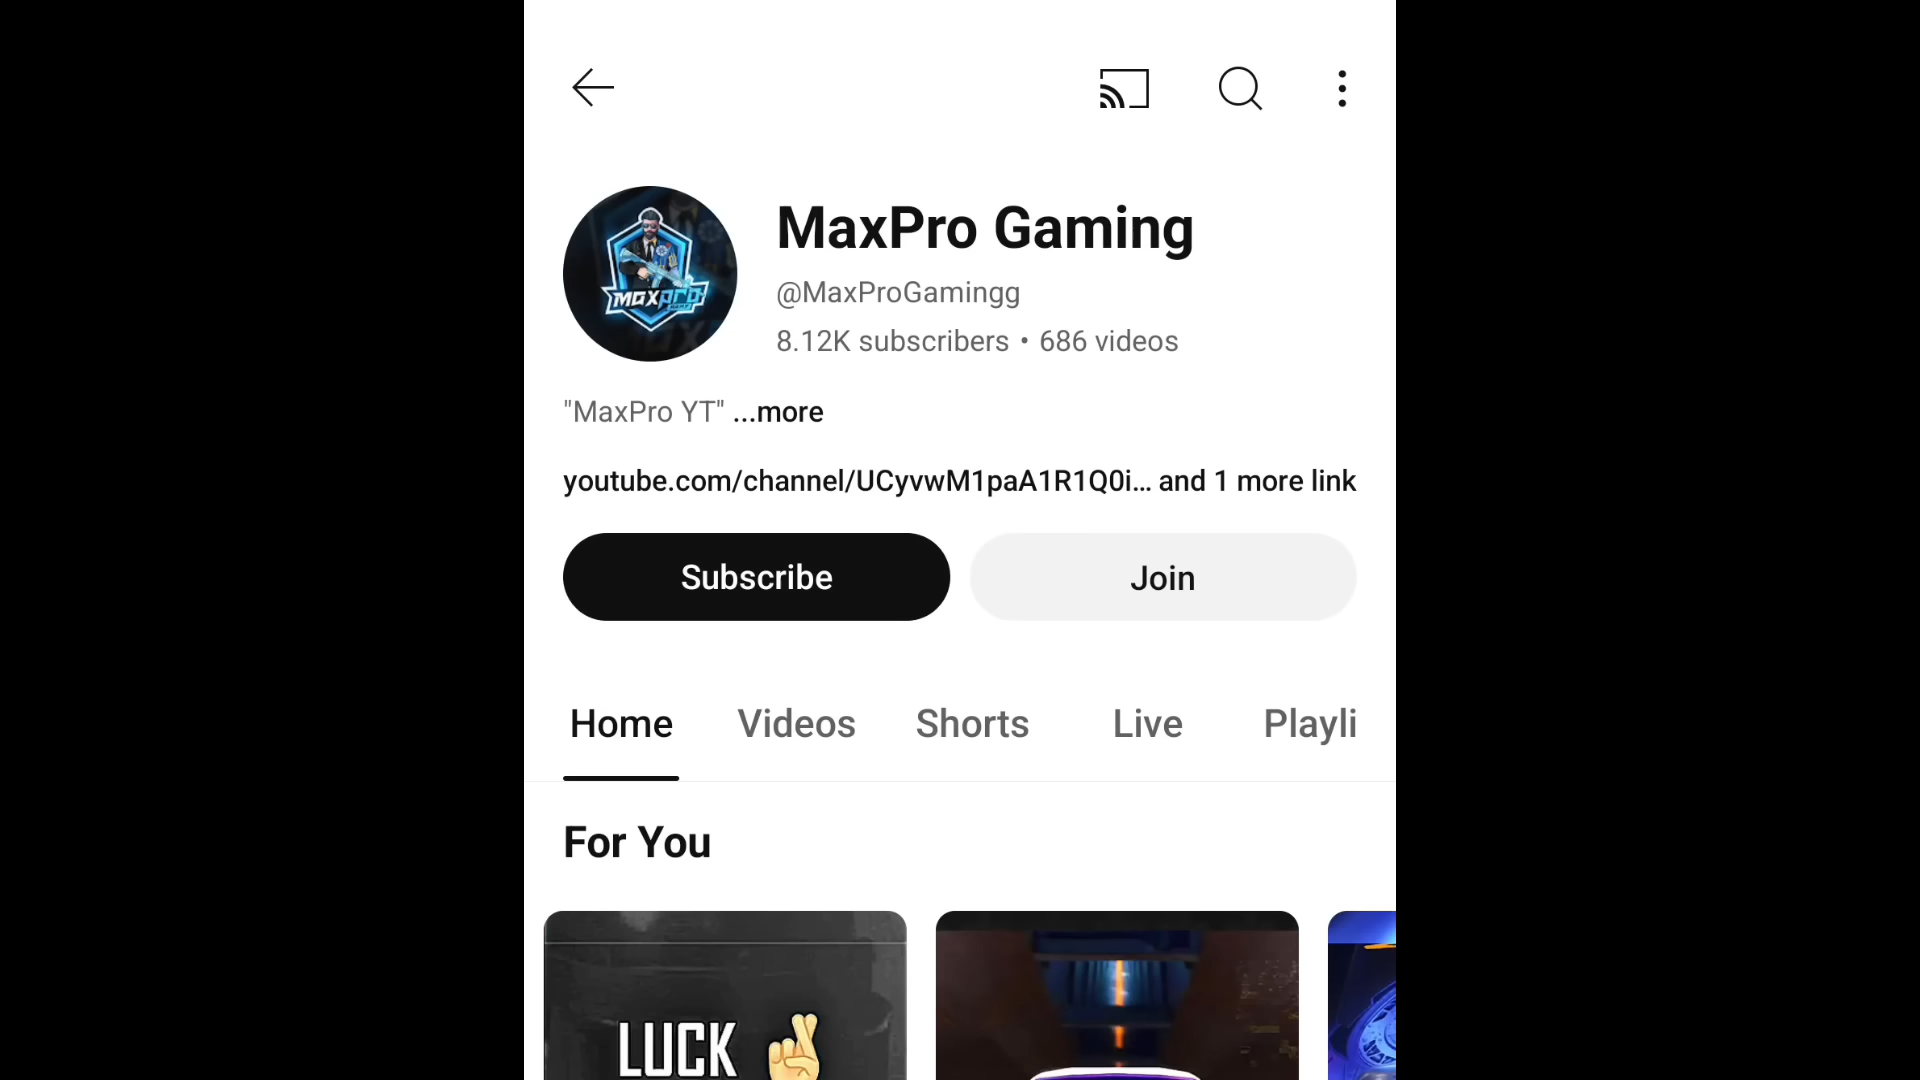 MaxPro Gaming
@MaxProGamingg
8.12K subscribers • 686 videos
MaxPro
"MaxPro YT" ...more
youtube.com/channel/UCyvwM1paA1R1Q0i... and 1 more link
Subscribe
Join
Home Videos Shorts Live Playli
For You
LUCK